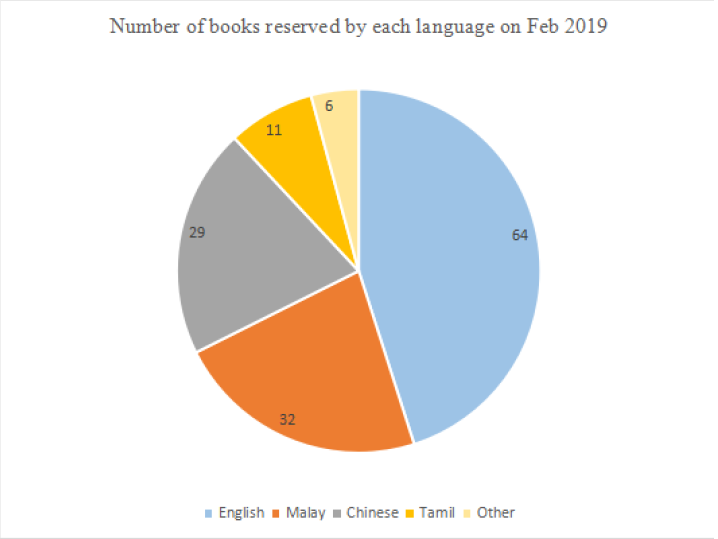 Number of books reserved by each language on Feb 2019
6
11
64
29
32
English Malay Chinese Tamil Other